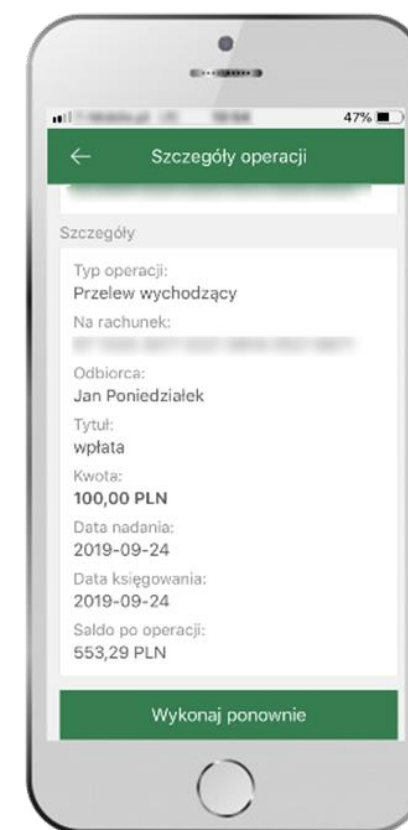 47%
Szczegóły operacji
Szczegóły
Typ operacji:
Przelew wychodzący
Na rachunek:
Odbiorca:
Jan Poniedziałek
Tytuł:
wpłata
Kwota:
100,00 PLN
Data nadania:
2019-09-24
Data księgowania:
2019-09-24
Saldo po operacji:
553,29 PLN
Wykonaj ponownie